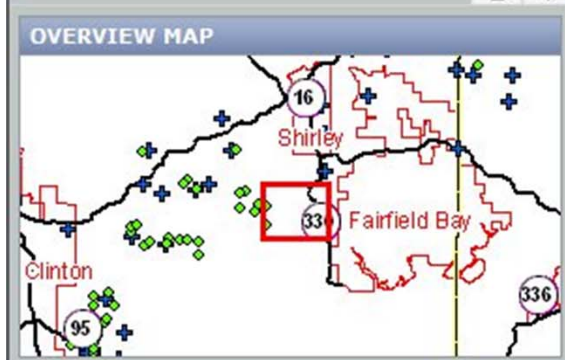 OVERVIEW MAP
16
Shirley
330
Fairfield Bay
Clinton
336
95